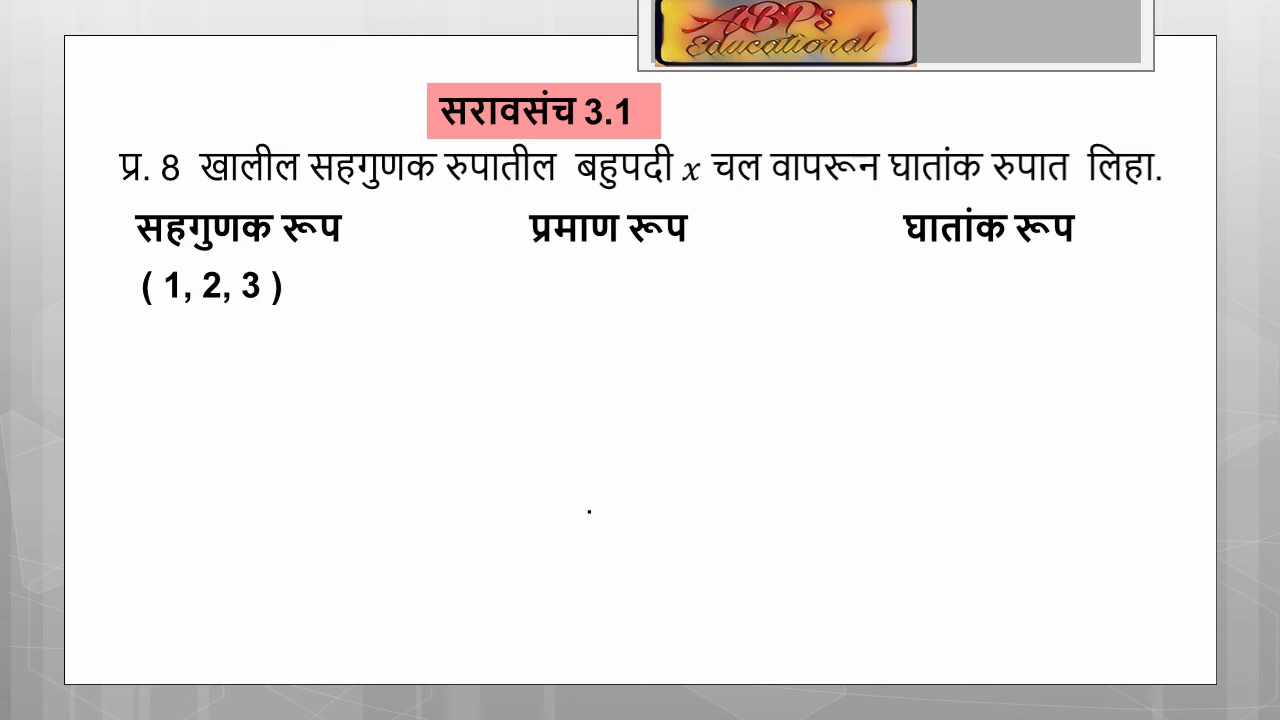 ABPs
Educational
सरावसंच 3.1
प्र. 8 खालील सहगुणक रुपातील बहुपदी x चल वापरून घातांक रुपात लिहा.
सहगुणक रूप प्रमाण रूप घातांक रूप
( 1, 2, 3 )
.